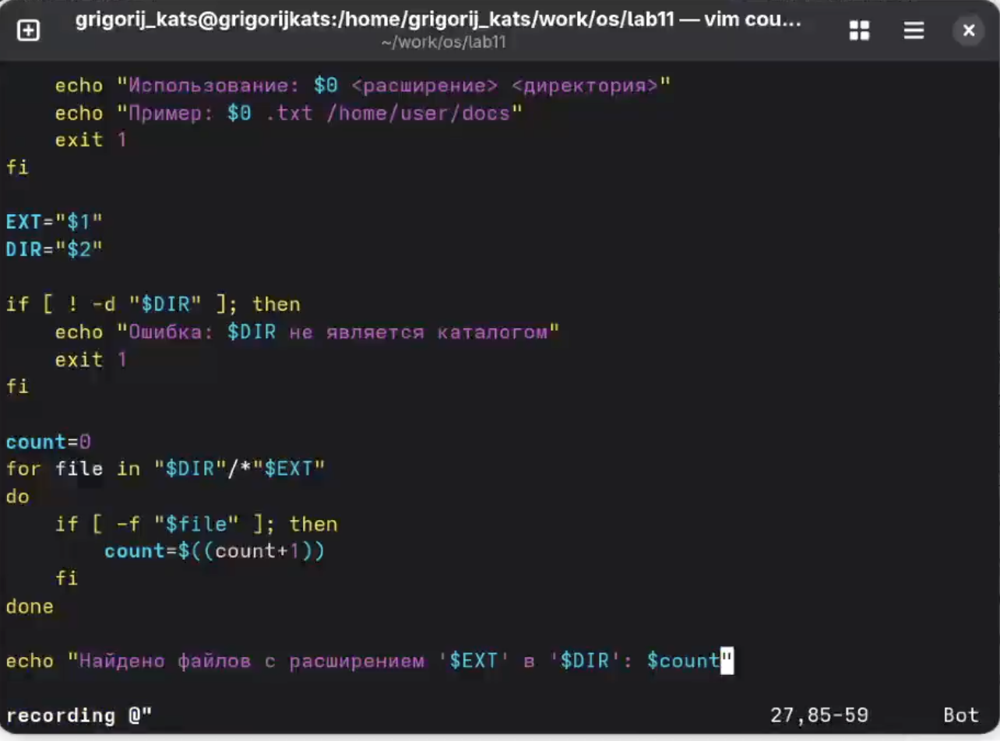 grigorij_kats@grigorijkats:/home/grigorij_kats/work/os/lab11 — vim cou...
~/work/os/lab11
    echo "Использование: $0 <расширение> <директория>"
    echo "Пример: $0 .txt /home/user/docs"
    exit 1
fi

EXT="$1"
DIR="$2"

if [ ! -d "$DIR" ]; then
    echo "Ошибка: $DIR не является каталогом"
    exit 1
fi

count=0
for file in "$DIR"/*"$EXT"
do
    if [ -f "$file" ]; then
        count=$((count+1))
    fi
done

echo "Найдено файлов с расширением '$EXT' в '$DIR': $count"
recording @" 27,85-59 Bot